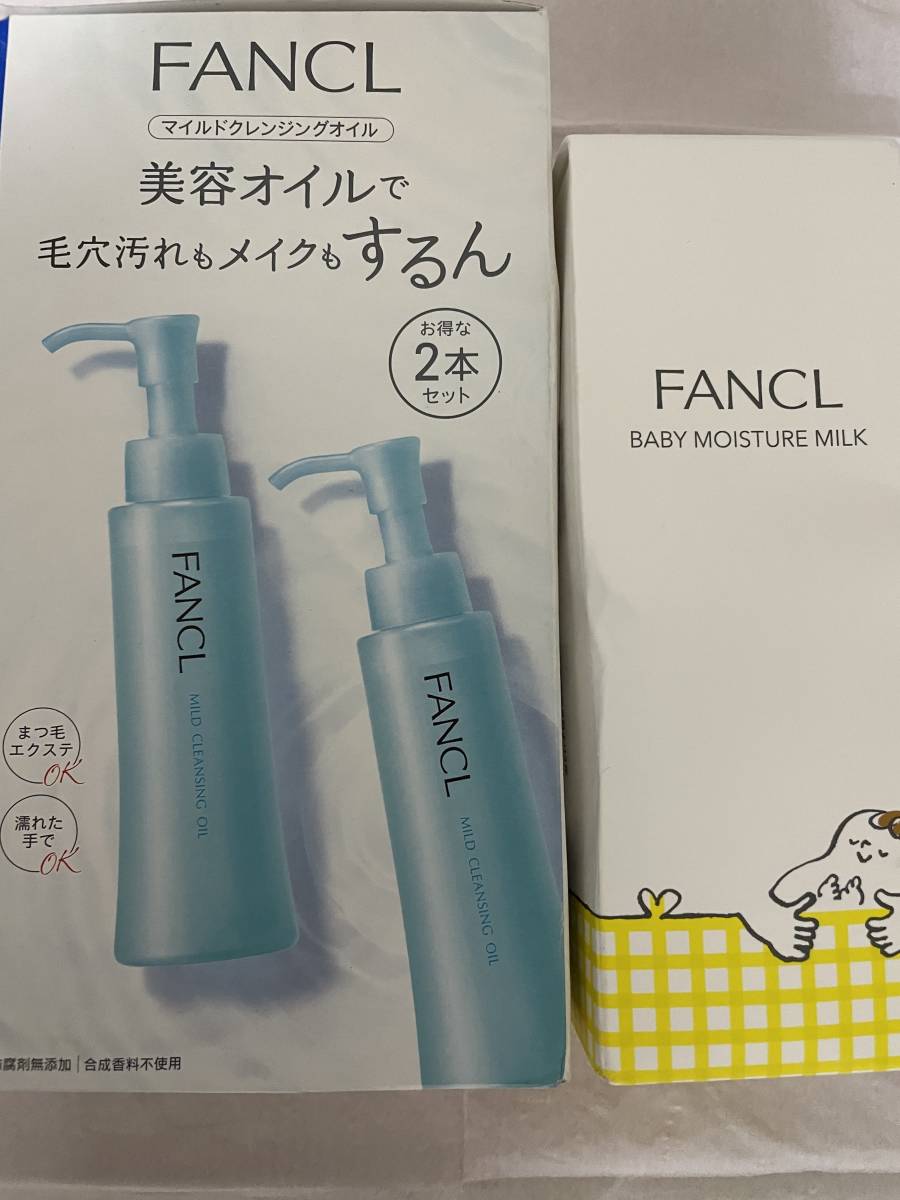 FANCL
マイルドクレンジングオイル
美容オイルで
毛穴汚れもメイクもするん
お得な
2本
セット
FANCL
MILD CLEANSING OIL
FANCL
MILD CLEANSING OIL
まつ毛
エクステ
OK
濡れた
手で
OK
腐剤無添加|合成香料不使用
FANCL
BABY MOISTURE MILK